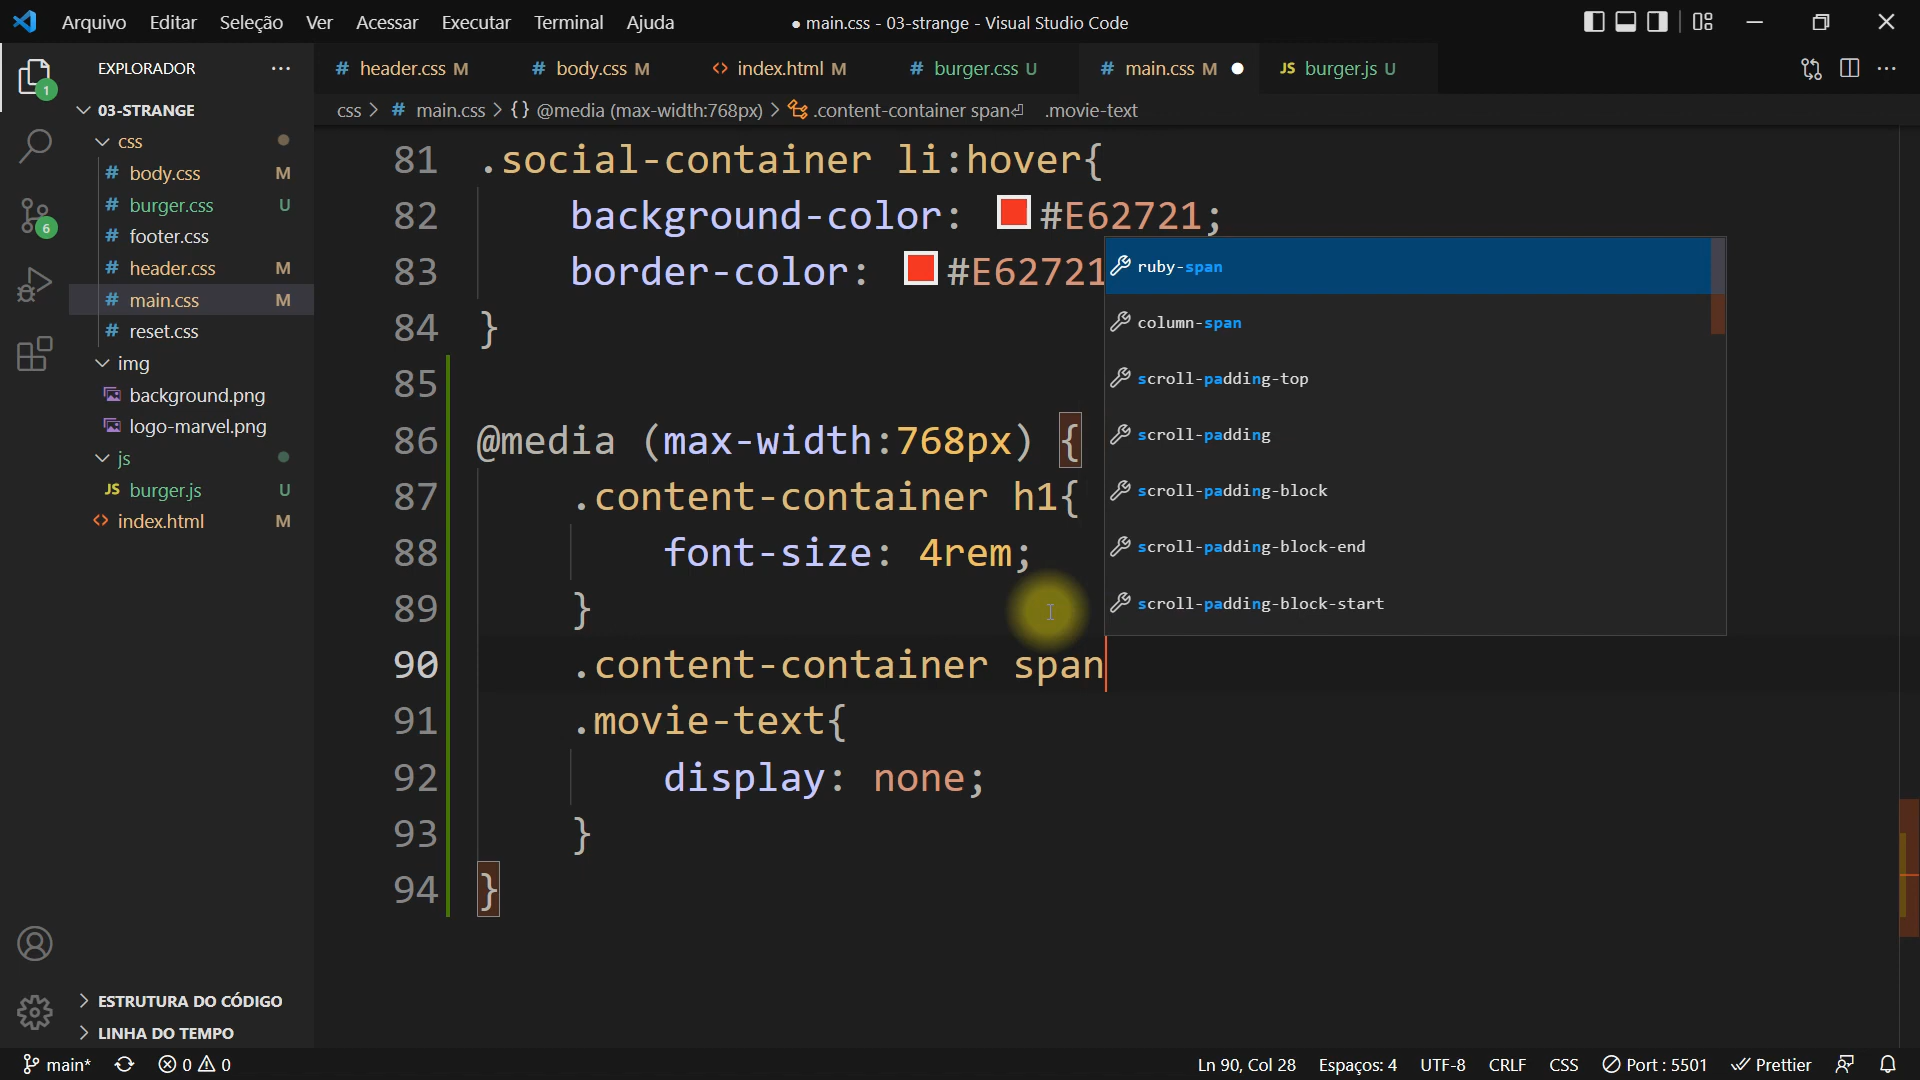 Arquivo Editar Seleção Ver Acessar Executar Terminal Ajuda
● main.css - 03-strange - Visual Studio Code
EXPLORADOR ...
# header.css M # body.css M <> index.html M # burger.css U # main.css M ● JS burger.js U
css > # main.css > {} @media (max-width:768px) > .content-container span⏎ .movie-text
1
03-STRANGE
css
# body.css M
# burger.css U
# footer.css
# header.css M
# main.css M
# reset.css
img
background.png
logo-marvel.png
js
JS burger.js U
<> index.html M
6
ESTRUTURA DO CÓDIGO
LINHA DO TEMPO
81 .social-container li:hover{
82 background-color: #E62721;
83 border-color: #E62721
84 }
85
86 @media (max-width:768px) {
87 .content-container h1{
88 font-size: 4rem;
89 }
90 .content-container span
91 .movie-text{
92 display: none;
93 }
94 }
ruby-span
column-span
scroll-padding-top
scroll-padding
scroll-padding-block
scroll-padding-block-end
scroll-padding-block-start
main* 0 0 Ln 90, Col 28 Espaços: 4 UTF-8 CRLF CSS Port : 5501 Prettier